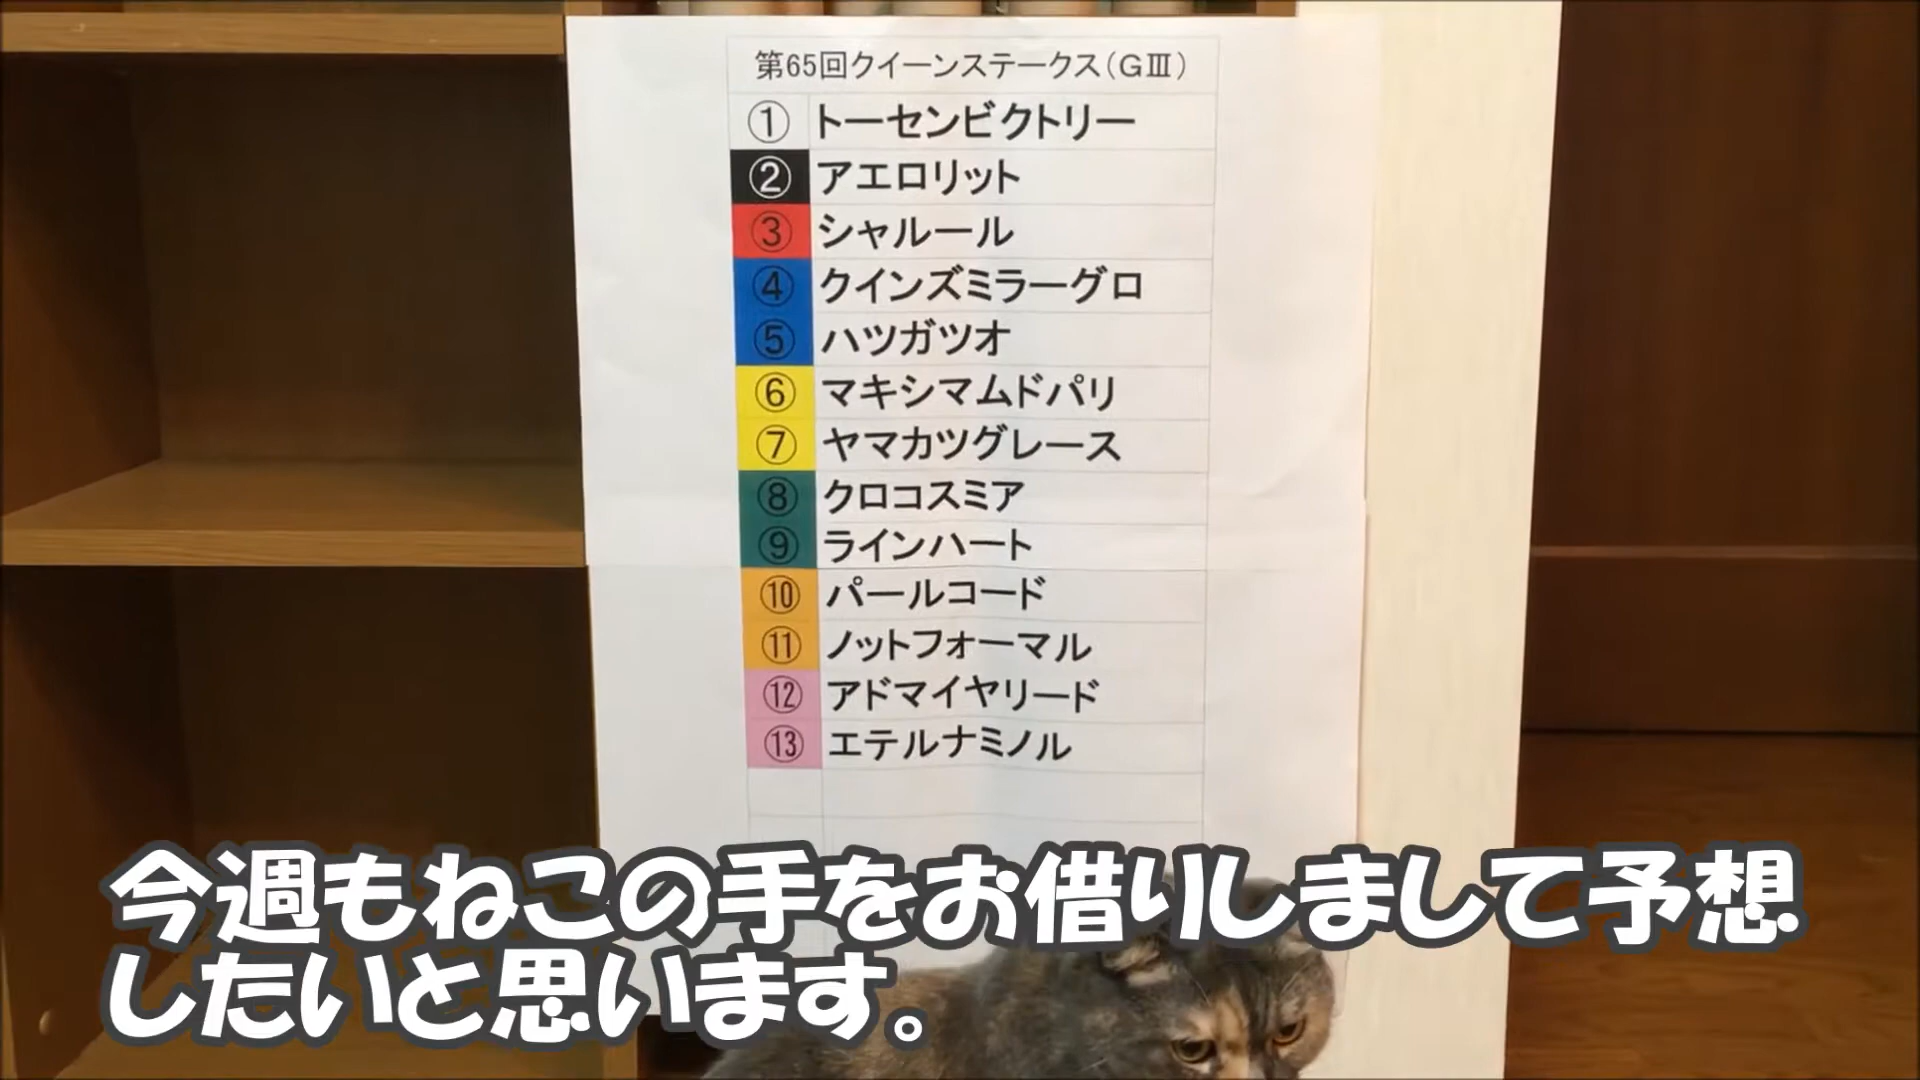 第65回クイーンステークス(GⅢ)
① トーセンビクトリー
② アエロリット
③ シャルール
④ クインズミラーグロ
⑤ ハツガツオ
⑥ マキシマムドパリ
⑦ ヤマカツグレース
⑧ クロコスミア
⑨ ラインハート
⑩ パールコード
⑪ ノットフォーマル
⑫ アドマイヤリード
⑬ エテルナミノル
今週もねこの手をお借りしまして予想
したいと思います。